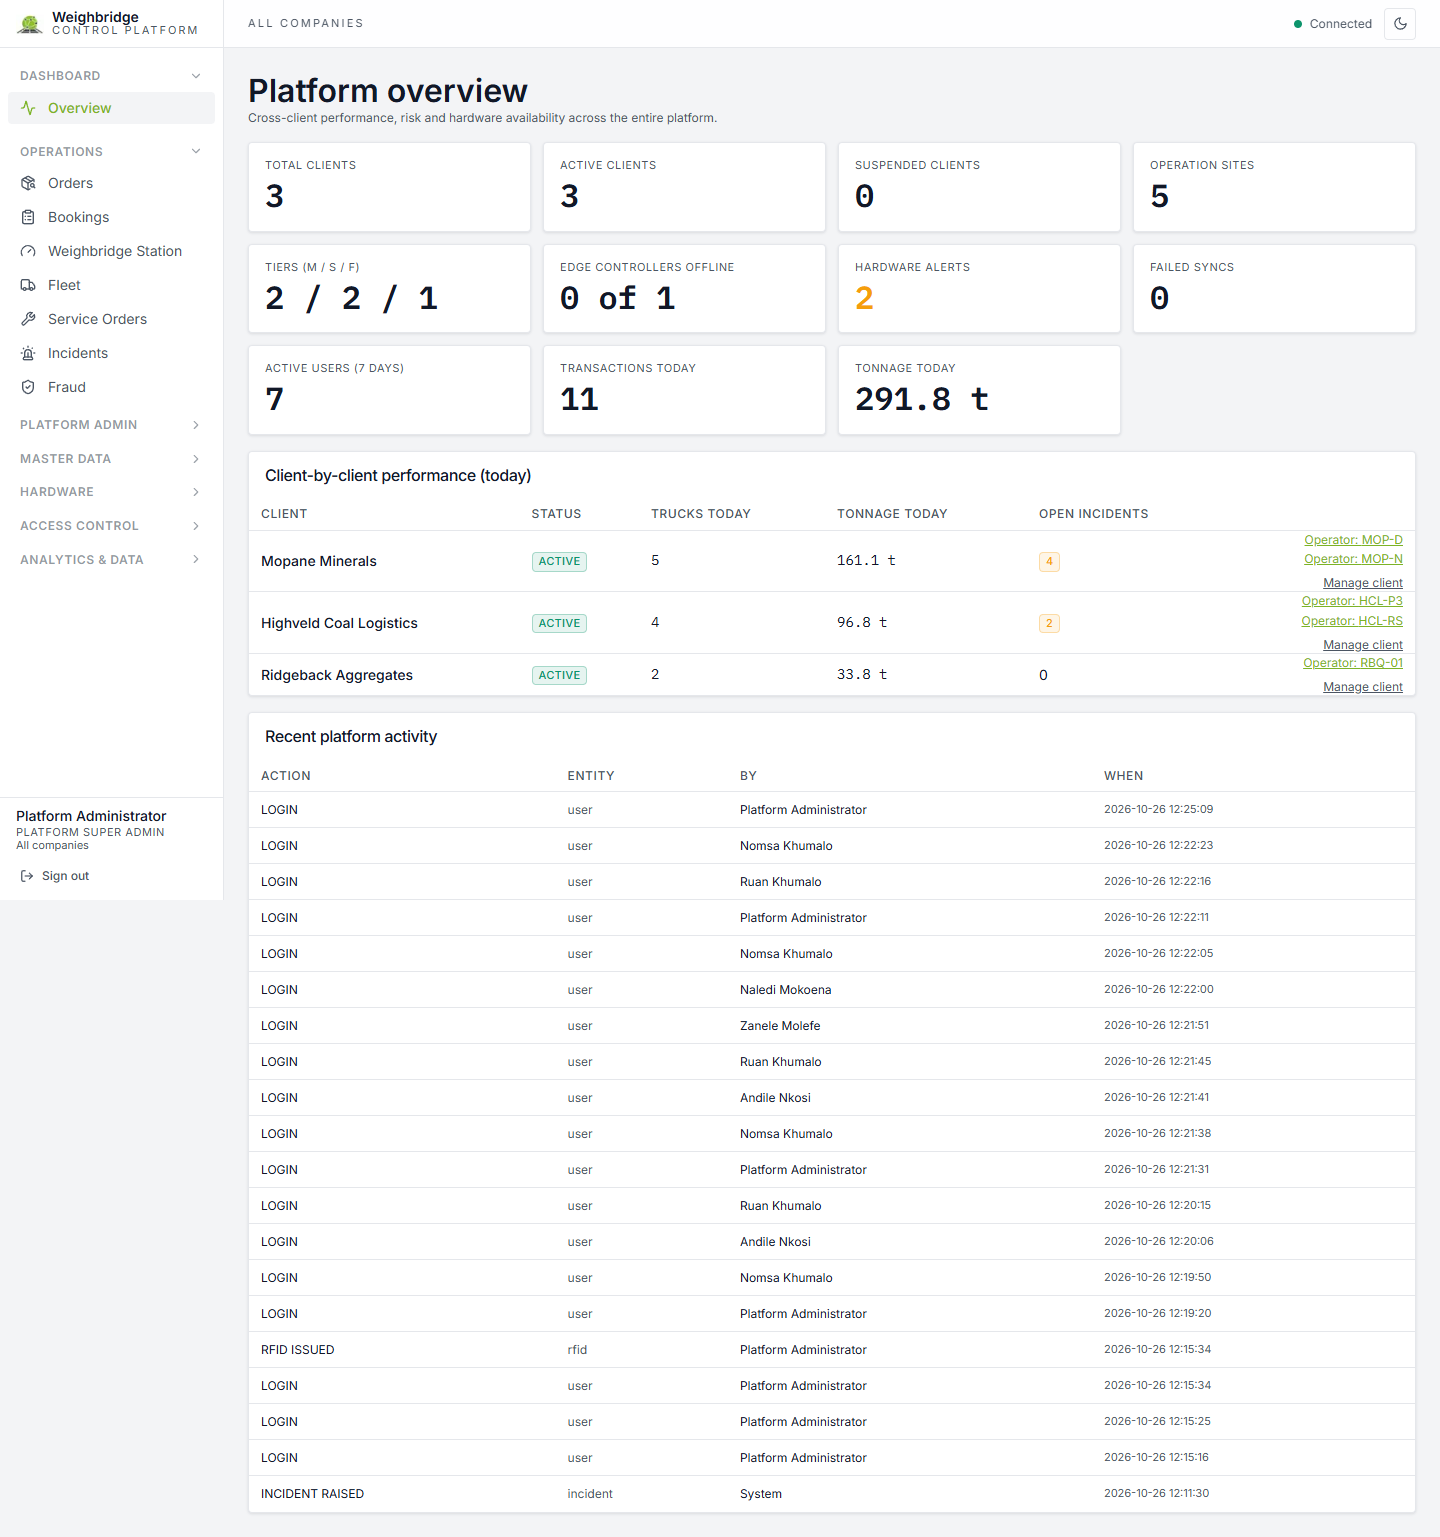 Weighbridge
CONTROL PLATFORM
ALL COMPANIES
Connected
DASHBOARD
Overview
OPERATIONS
Orders
Bookings
Weighbridge Station
Fleet
Service Orders
Incidents
Fraud
PLATFORM ADMIN
MASTER DATA
HARDWARE
ACCESS CONTROL
ANALYTICS & DATA
Platform Administrator
PLATFORM SUPER ADMIN
All companies
Sign out
Platform overview
Cross-client performance, risk and hardware availability across the entire platform.
TOTAL CLIENTS
3
ACTIVE CLIENTS
3
SUSPENDED CLIENTS
0
OPERATION SITES
5
TIERS (M / S / F)
2 / 2 / 1
EDGE CONTROLLERS OFFLINE
0 of 1
HARDWARE ALERTS
2
FAILED SYNCS
0
ACTIVE USERS (7 DAYS)
7
TRANSACTIONS TODAY
11
TONNAGE TODAY
291.8 t
Client-by-client performance (today)
CLIENT STATUS TRUCKS TODAY TONNAGE TODAY OPEN INCIDENTS
Mopane Minerals ACTIVE 5 161.1 t 4
Operator: MOP-D
Operator: MOP-N
Manage client
Highveld Coal Logistics ACTIVE 4 96.8 t 2
Operator: HCL-P3
Operator: HCL-RS
Manage client
Ridgeback Aggregates ACTIVE 2 33.8 t 0
Operator: RBQ-01
Manage client
Recent platform activity
ACTION ENTITY BY WHEN
LOGIN user Platform Administrator 2026-10-26 12:25:09
LOGIN user Nomsa Khumalo 2026-10-26 12:22:23
LOGIN user Ruan Khumalo 2026-10-26 12:22:16
LOGIN user Platform Administrator 2026-10-26 12:22:11
LOGIN user Nomsa Khumalo 2026-10-26 12:22:05
LOGIN user Naledi Mokoena 2026-10-26 12:22:00
LOGIN user Zanele Molefe 2026-10-26 12:21:51
LOGIN user Ruan Khumalo 2026-10-26 12:21:45
LOGIN user Andile Nkosi 2026-10-26 12:21:41
LOGIN user Nomsa Khumalo 2026-10-26 12:21:38
LOGIN user Platform Administrator 2026-10-26 12:21:31
LOGIN user Ruan Khumalo 2026-10-26 12:20:15
LOGIN user Andile Nkosi 2026-10-26 12:20:06
LOGIN user Nomsa Khumalo 2026-10-26 12:19:50
LOGIN user Platform Administrator 2026-10-26 12:19:20
RFID ISSUED rfid Platform Administrator 2026-10-26 12:15:34
LOGIN user Platform Administrator 2026-10-26 12:15:34
LOGIN user Platform Administrator 2026-10-26 12:15:25
LOGIN user Platform Administrator 2026-10-26 12:15:16
INCIDENT RAISED incident System 2026-10-26 12:11:30